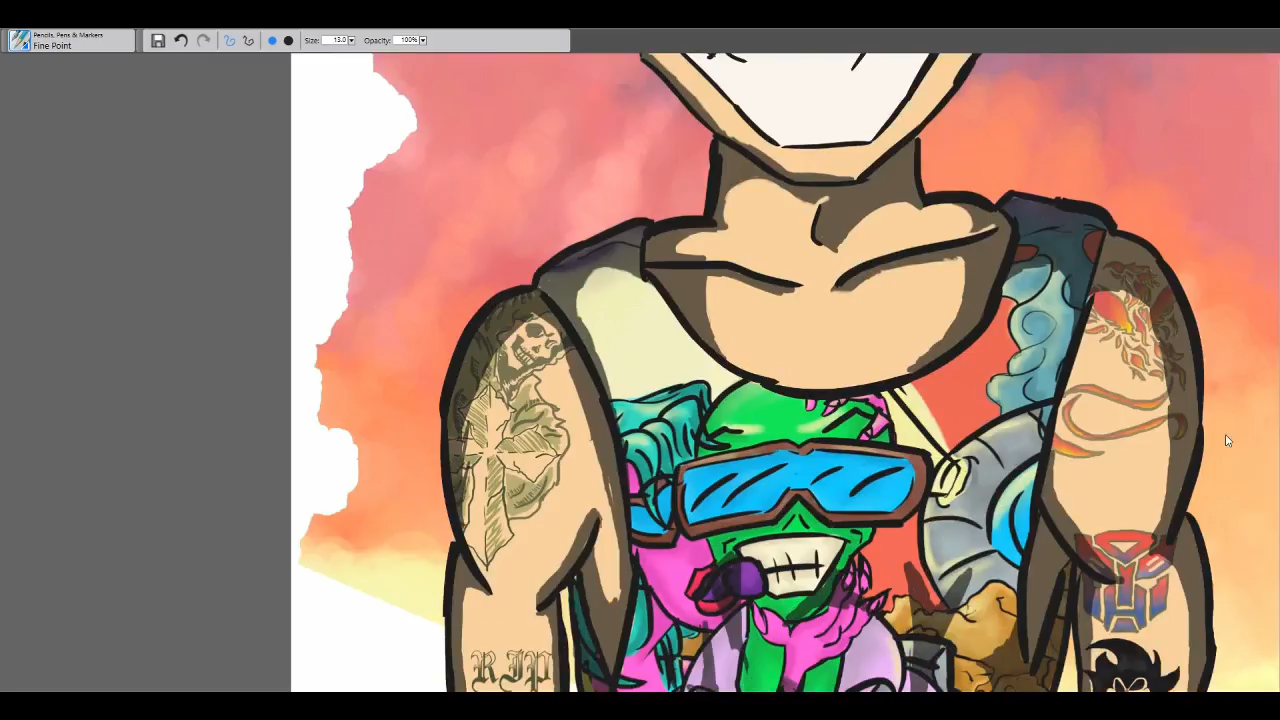 Pencils, Pens & Markers
Fine Point
Size: 13.0
Opacity: 100%
RIP